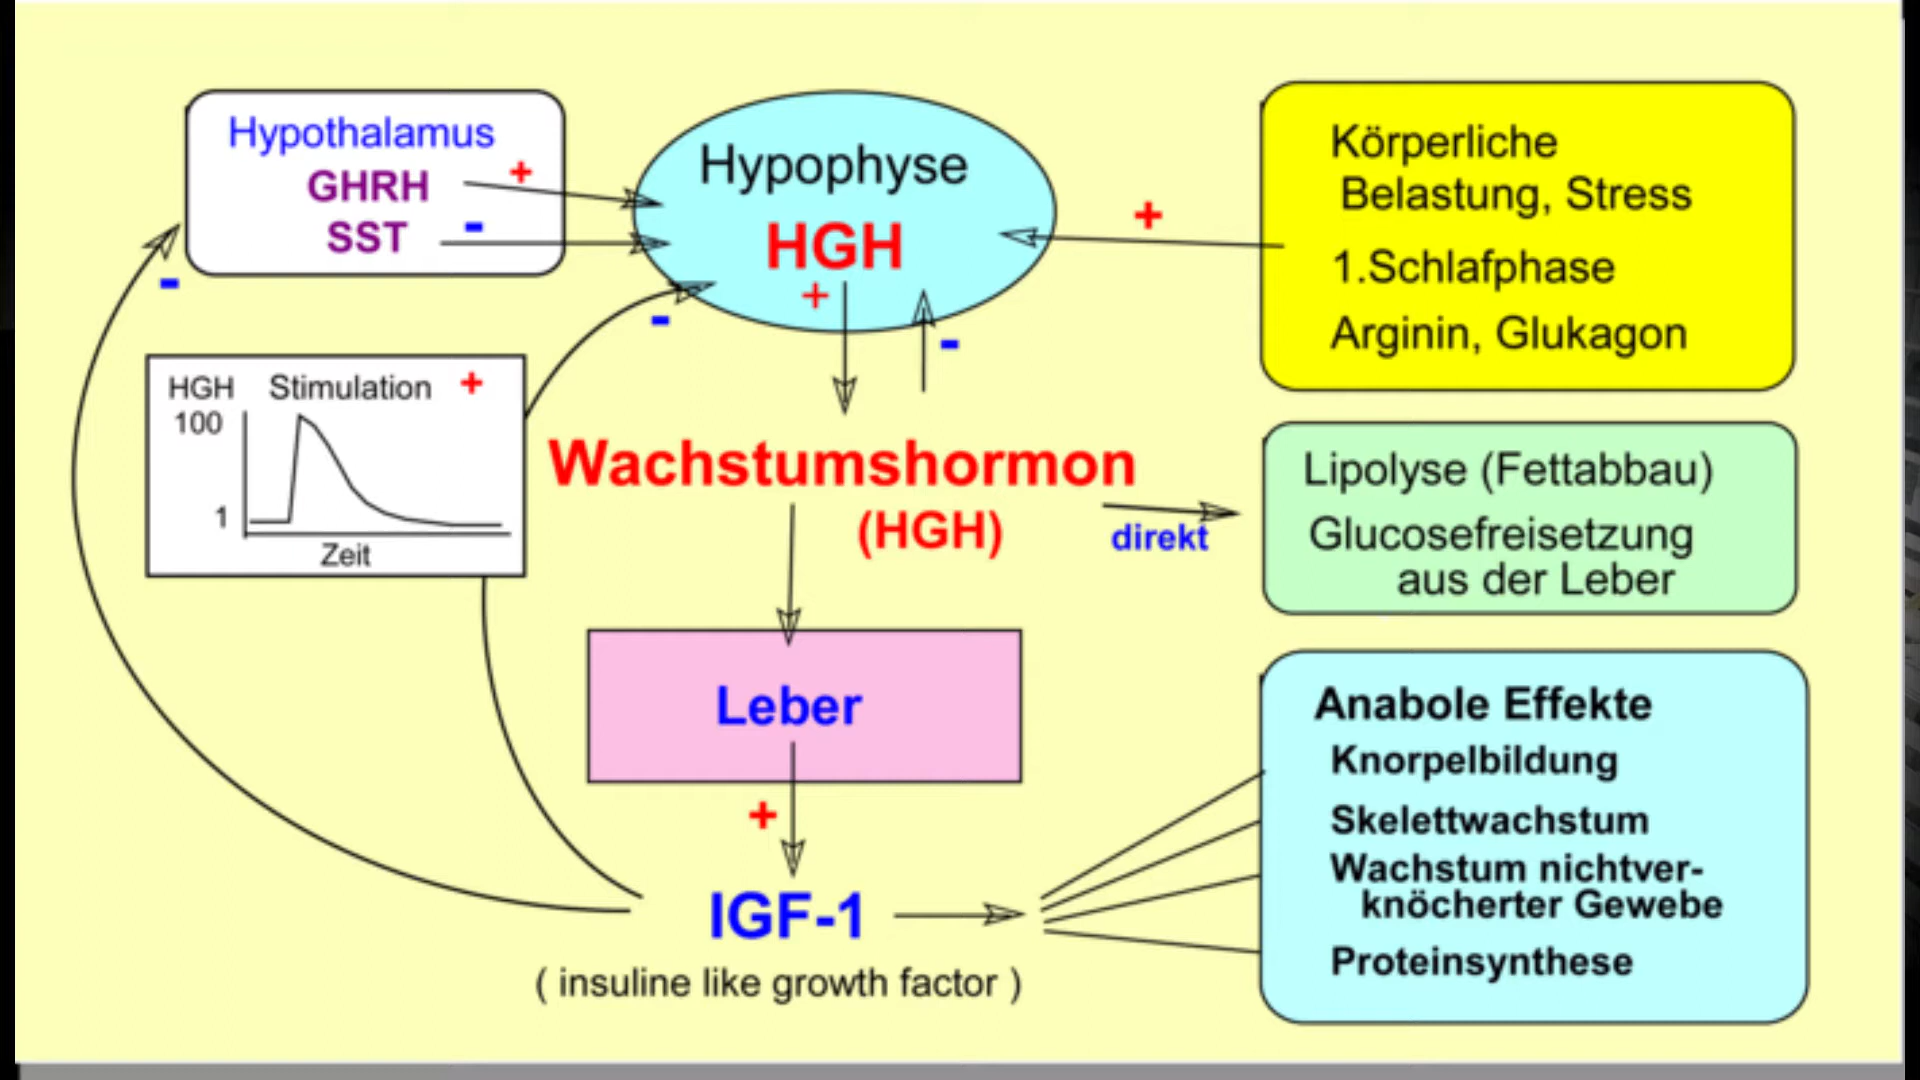 Hypothalamus
GHRH +
SST -
-
Hypophyse
HGH
+
-
-
+
Körperliche
Belastung, Stress
1.Schlafphase
Arginin, Glukagon
HGH Stimulation +
100
1
Zeit
Wachstumshormon
(HGH)
direkt
Lipolyse (Fettabbau)
Glucosefreisetzung
aus der Leber
Leber
+
IGF-1
( insuline like growth factor )
Anabole Effekte
Knorpelbildung
Skelettwachstum
Wachstum nichtver-
knöcherter Gewebe
Proteinsynthese